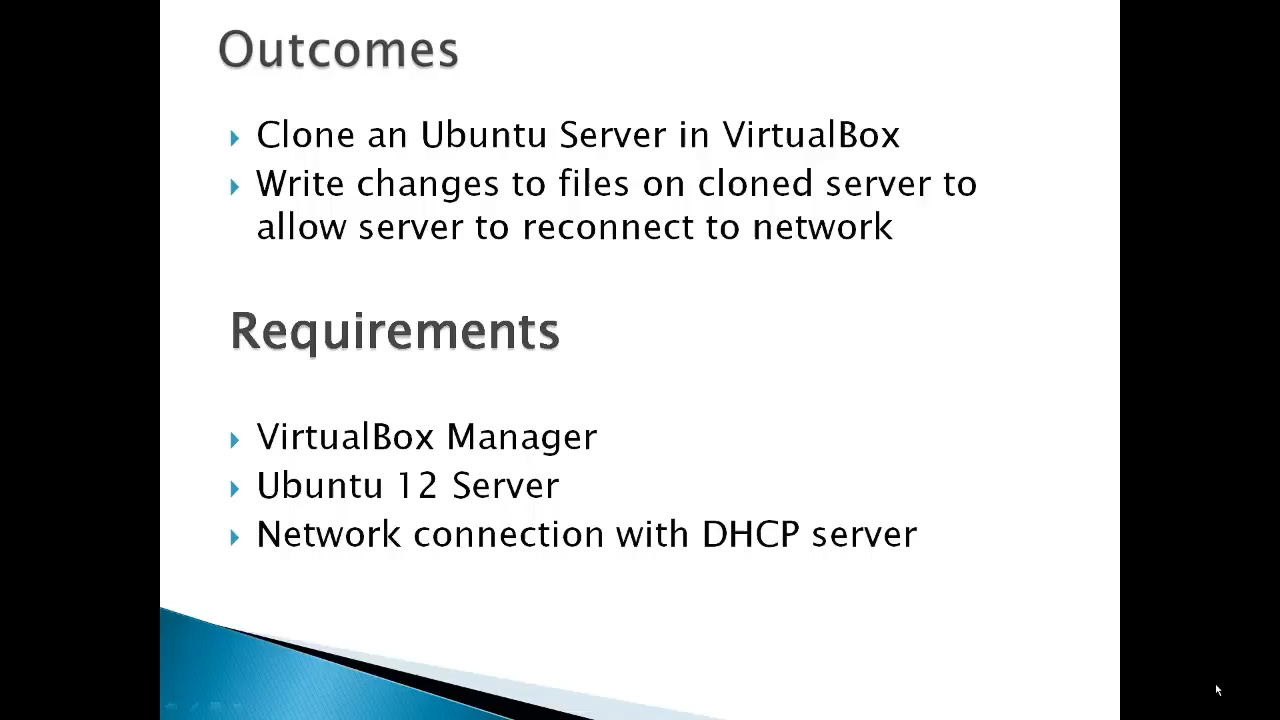 Outcomes
Clone an Ubuntu Server in VirtualBox
Write changes to files on cloned server to
allow server to reconnect to network
Requirements
VirtualBox Manager
Ubuntu 12 Server
Network connection with DHCP server